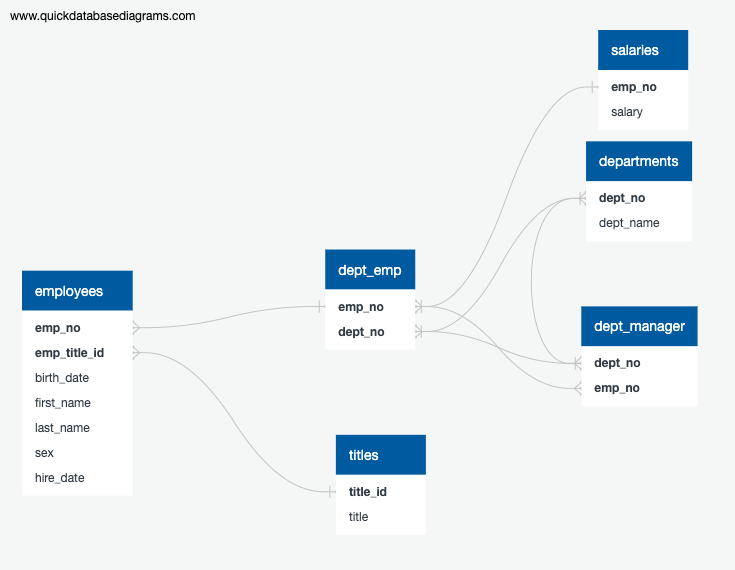 www.quickdatabasediagrams.com
salaries
emp_no
salary
departments
dept_no
dept_name
dept_emp
emp_no
dept_no
employees
emp_no
emp_title_id
birth_date
first_name
last_name
sex
hire_date
dept_manager
dept_no
emp_no
titles
title_id
title